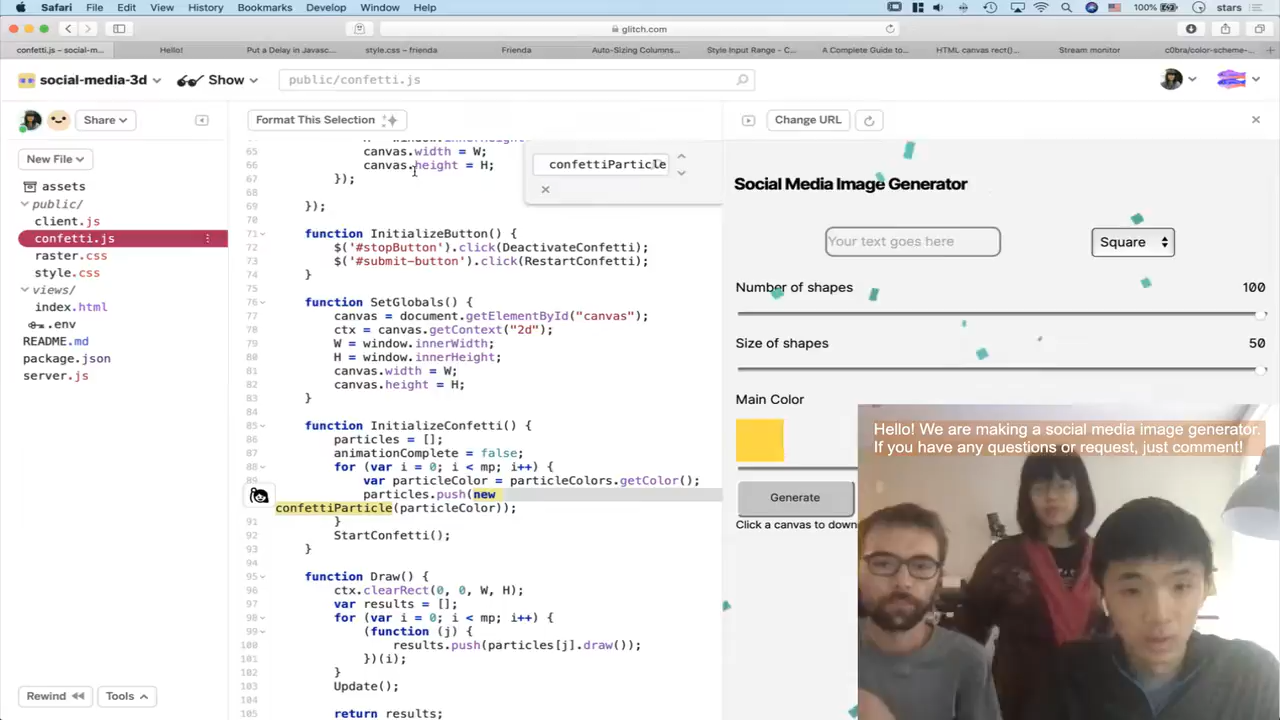 Safari File Edit View History Bookmarks Develop Window Help
100% stars
glitch.com
confetti.js – social-m...
Hello!
Put a Delay in Javasc...
style.css – frienda
Frienda
Auto-Sizing Columns...
Style Input Range – C...
A Complete Guide to...
HTML canvas rect()...
Stream monitor
c0bra/color-scheme-...
social-media-3d
Show
public/confetti.js
Share
Format This Selection
Change URL
New File
assets
public/
client.js
confetti.js
raster.css
style.css
views/
index.html
.env
README.md
package.json
server.js
Rewind
Tools
confettiParticle
65 canvas.width = W;
66 canvas.height = H;
67 });
68
69 });
70
71 function InitializeButton() {
72 $('#stopButton').click(DeactivateConfetti);
73 $('#submit-button').click(RestartConfetti);
74 }
75
76 function SetGlobals() {
77 canvas = document.getElementById("canvas");
78 ctx = canvas.getContext("2d");
79 W = window.innerWidth;
80 H = window.innerHeight;
81 canvas.width = W;
82 canvas.height = H;
83 }
84
85 function InitializeConfetti() {
86 particles = [];
87 animationComplete = false;
88 for (var i = 0; i < mp; i++) {
89 var particleColor = particleColors.getColor();
particles.push(new
confettiParticle(particleColor));
91 }
92 StartConfetti();
93 }
94
95 function Draw() {
96 ctx.clearRect(0, 0, W, H);
97 var results = [];
98 for (var i = 0; i < mp; i++) {
99 (function (j) {
100 results.push(particles[j].draw());
101 })(i);
102 }
103 Update();
104
105 return results;
Social Media Image Generator
Your text goes here
Square
Number of shapes 100
Size of shapes 50
Main Color
Generate
Click a canvas to down
Hello! We are making a social media image generator.
If you have any questions or request, just comment!